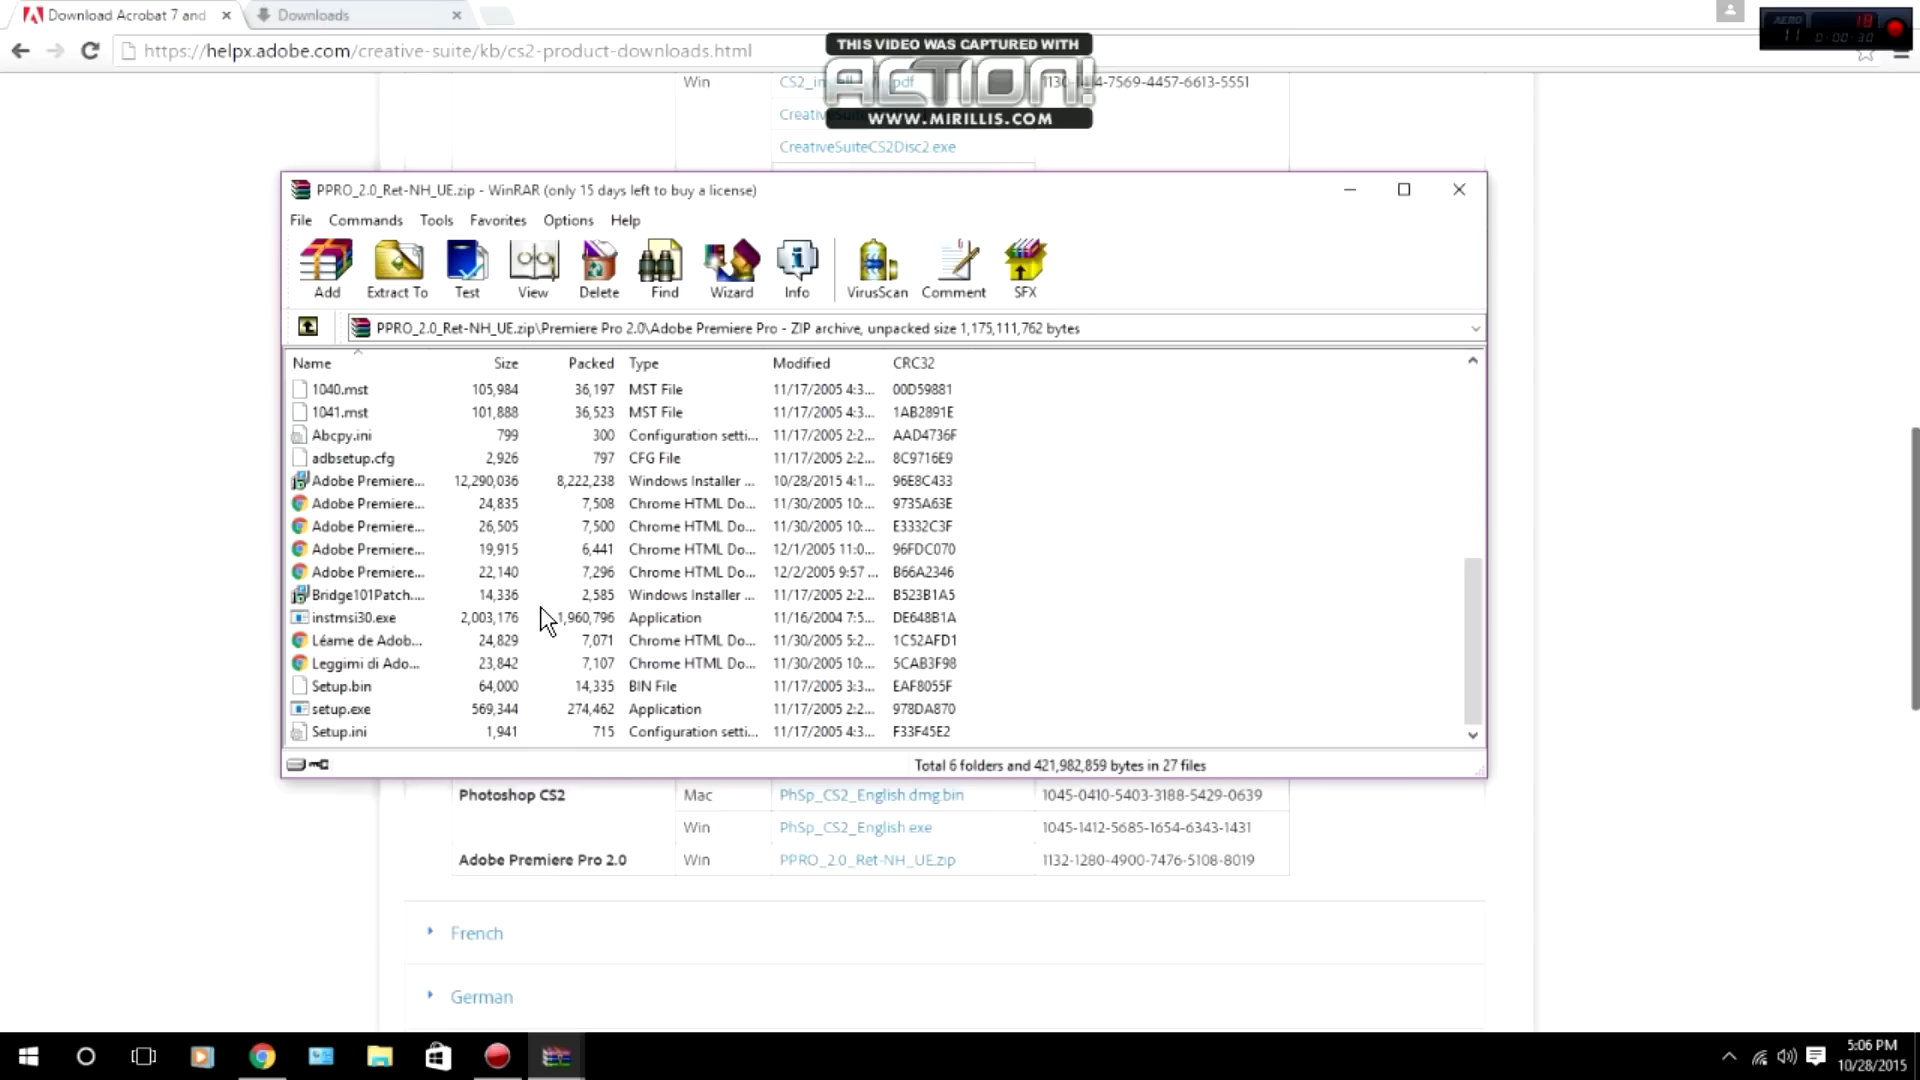 Download Acrobat 7 and
Downloads
https://helpx.adobe.com/creative-suite/kb/cs2-product-downloads.html
THIS VIDEO WAS CAPTURED WITH
ACTION!
WWW.MIRILLIS.COM
AERO 18
11 0:00:30
Win
1130-1414-7569-4457-6613-5551
CreativeSuiteCS2Disc2.exe
PPRO_2.0_Ret-NH_UE.zip - WinRAR (only 15 days left to buy a license)
File Commands Tools Favorites Options Help
Add Extract To Test View Delete Find Wizard Info VirusScan Comment SFX
PPRO_2.0_Ret-NH_UE.zip\Premiere Pro 2.0\Adobe Premiere Pro - ZIP archive, unpacked size 1,175,111,762 bytes
Name Size Packed Type Modified CRC32
1040.mst 105,984 36,197 MST File 11/17/2005 4:3... 00D59881
1041.mst 101,888 36,523 MST File 11/17/2005 4:3... 1AB2891E
Abcpy.ini 799 300 Configuration setti... 11/17/2005 2:2... AAD4736F
adbsetup.cfg 2,926 797 CFG File 11/17/2005 2:2... 8C9716E9
Adobe Premiere... 12,290,036 8,222,238 Windows Installer ... 10/28/2015 4:1... 96E8C433
Adobe Premiere... 24,835 7,508 Chrome HTML Do... 11/30/2005 10:... 9735A63E
Adobe Premiere... 26,505 7,500 Chrome HTML Do... 11/30/2005 10:... E3332C3F
Adobe Premiere... 19,915 6,441 Chrome HTML Do... 12/1/2005 11:0... 96FDC070
Adobe Premiere... 22,140 7,296 Chrome HTML Do... 12/2/2005 9:57 ... B66A2346
Bridge101Patch.... 14,336 2,585 Windows Installer ... 11/17/2005 2:2... B523B1A5
instmsi30.exe 2,003,176 1,960,796 Application 11/16/2004 7:5... DE648B1A
Léame de Adob... 24,829 7,071 Chrome HTML Do... 11/30/2005 5:2... 1C52AFD1
Leggimi di Ado... 23,842 7,107 Chrome HTML Do... 11/30/2005 10:... 5CAB3F98
Setup.bin 64,000 14,335 BIN File 11/17/2005 3:3... EAF8055F
setup.exe 569,344 274,462 Application 11/17/2005 2:2... 978DA870
Setup.ini 1,941 715 Configuration setti... 11/17/2005 4:3... F33F45E2
Total 6 folders and 421,982,859 bytes in 27 files
Photoshop CS2 Mac PhSp_CS2_English.dmg.bin 1045-0410-5403-3188-5429-0639
Win PhSp_CS2_English.exe 1045-1412-5685-1654-6343-1431
Adobe Premiere Pro 2.0 Win PPRO_2.0_Ret-NH_UE.zip 1132-1280-4900-7476-5108-8019
French
German
5:06 PM
10/28/2015